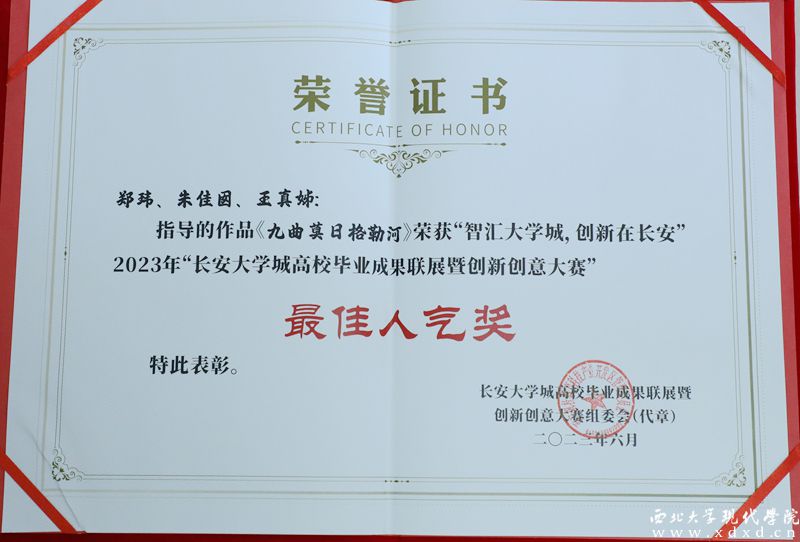 荣誉证书
CERTIFICATE OF HONOR
郑玮、朱佳囡、王真妽:
指导的作品《九曲莫日格勒河》荣获“智汇大学城,创新在长安”
2023年“长安大学城高校毕业成果联展暨创新创意大赛”
最佳人气奖
特此表彰。
长安大学城高校毕业成果联展暨
创新创意大赛组委会(代章)
二〇二三年六月
西北大学现代学院
www.xdxd.cn